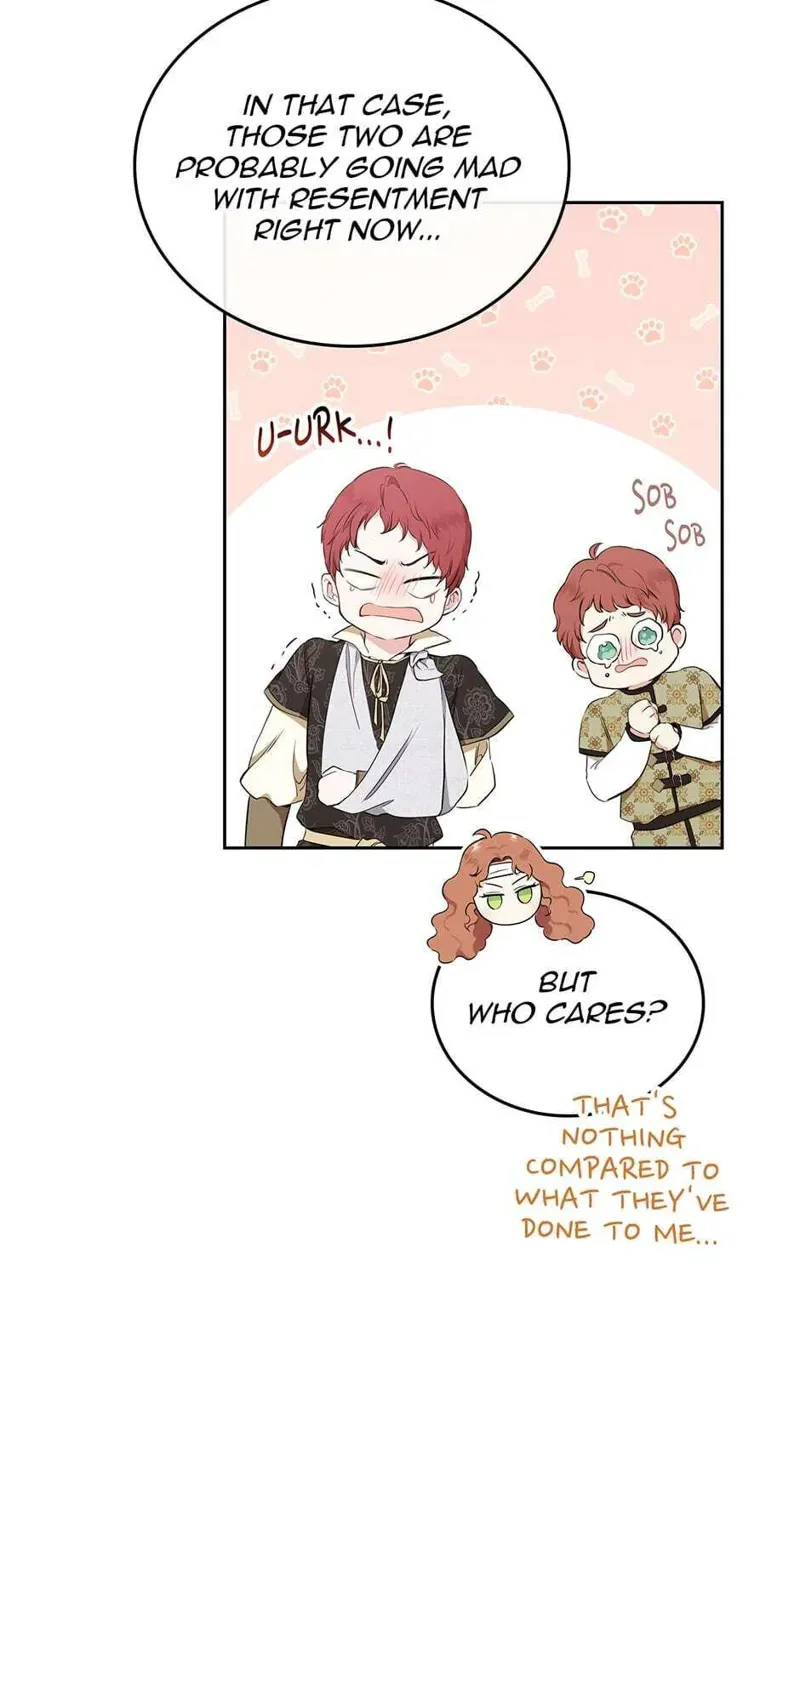 IN THAT CASE,
THOSE TWO ARE
PROBABLY GOING MAD
WITH RESENTMENT
RIGHT NOW...
U-URK...!
SOB
SOB
BUT
WHO CARES?
THAT'S
NOTHING
COMPARED TO
WHAT THEY'VE
DONE TO ME...